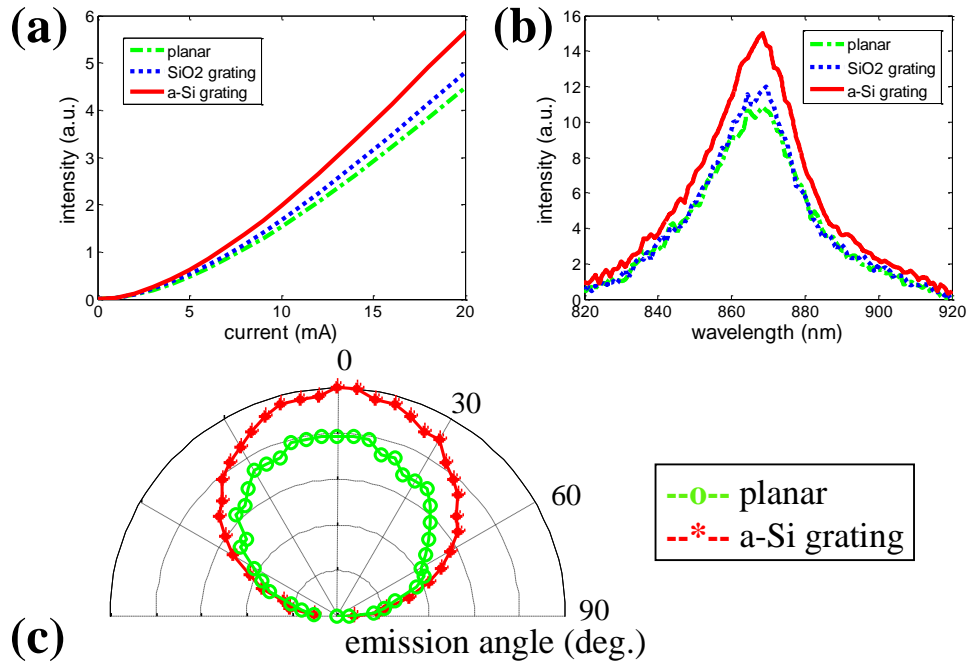 (a)
6
5
4
3
2
1
0
intensity (a.u.)
planar
SiO2 grating
a-Si grating
0 5 10 15 20
current (mA)
(b)
16
14
12
10
8
6
4
2
0
intensity (a.u.)
planar
SiO2 grating
a-Si grating
820 840 860 880 900 920
wavelength (nm)
0
30
60
90
(c)
emission angle (deg.)
--o-- planar
--*-- a-Si grating